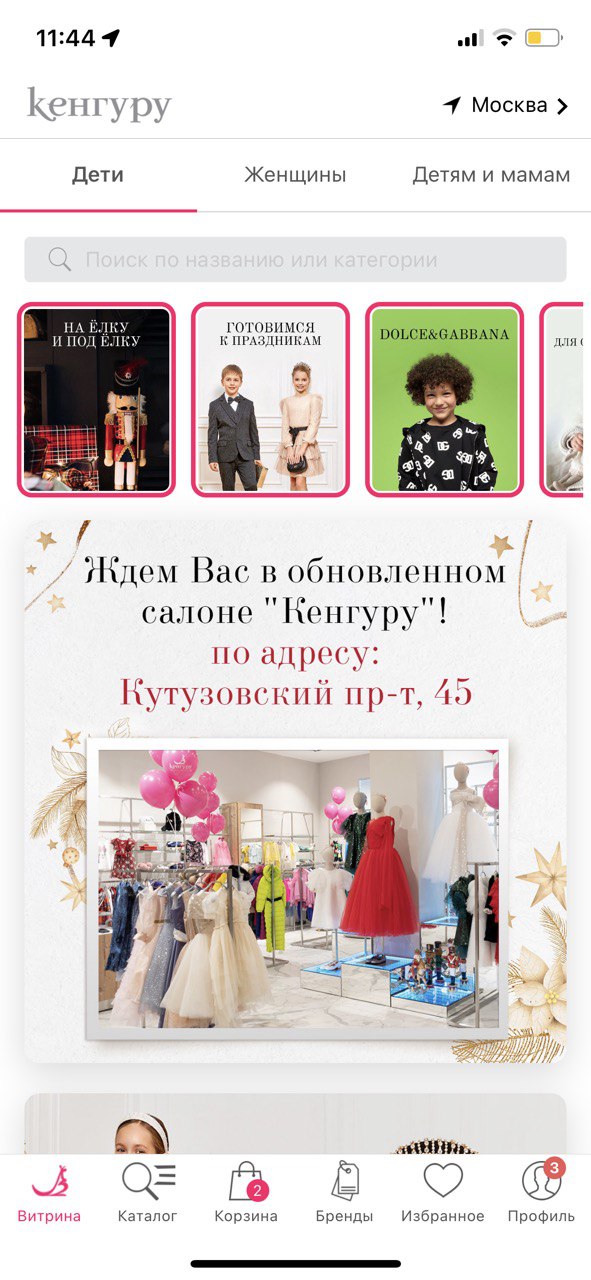 11:44
кенгуру
Москва
Дети
Женщины
Детям и мамам
Поиск по названию или категории
НА ЁЛКУ
И ПОД ЁЛКУ
ГОТОВИМСЯ
К ПРАЗДНИКАМ
DOLCE&GABBANA
ДЛЯ
Ждем Вас в обновленном
салоне "Кенгуру"!
по адресу:
Кутузовский пр-т, 45
кенгуру
2
3
Витрина
Каталог
Корзина
Бренды
Избранное
Профиль